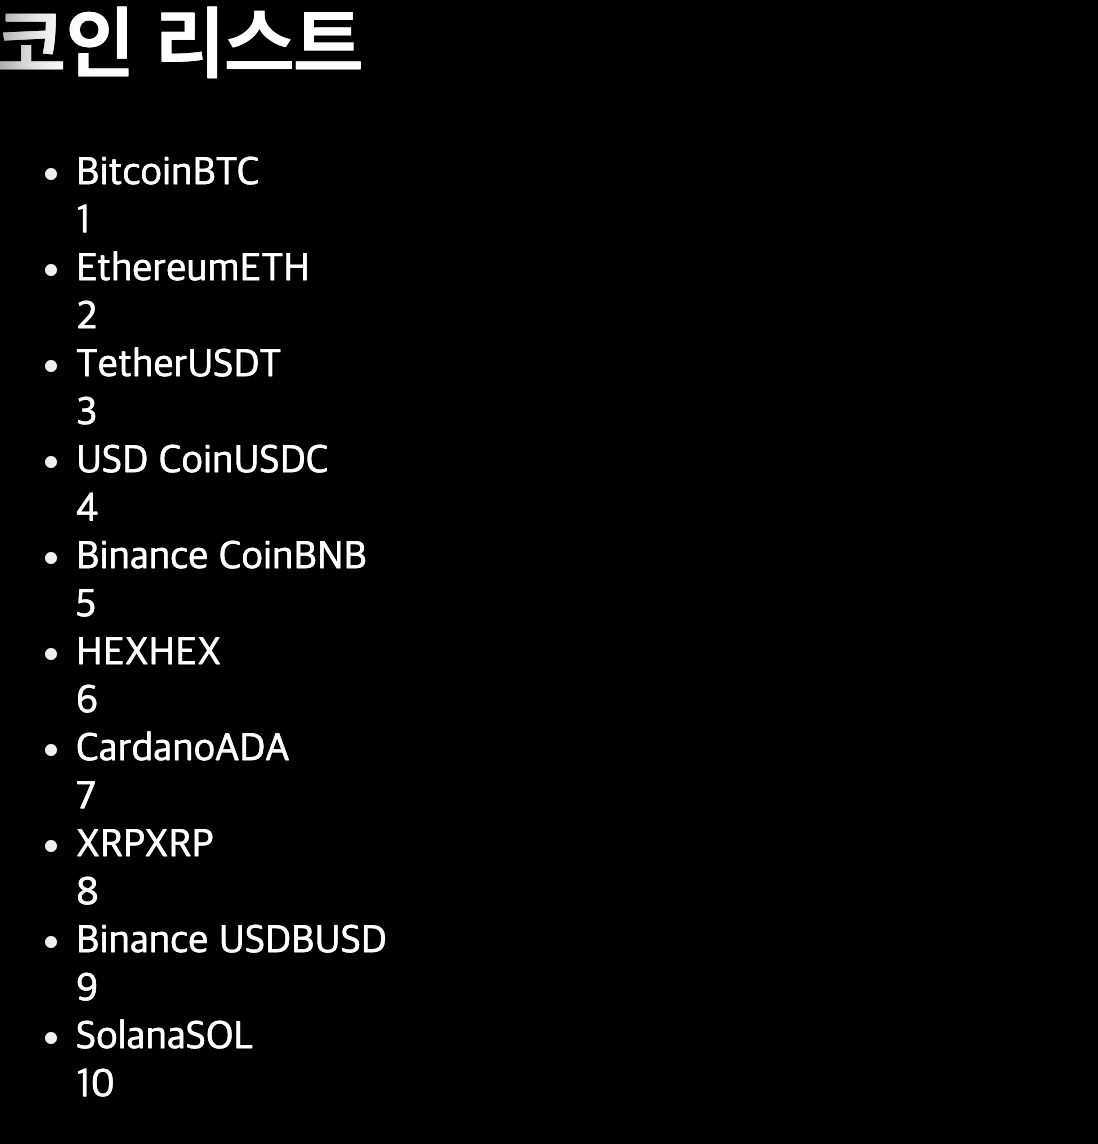 코인 리스트
BitcoinBTC
1
EthereumETH
2
TetherUSDT
3
USD CoinUSDC
4
Binance CoinBNB
5
HEXHEX
6
CardanoADA
7
XRPXRP
8
Binance USDBUSD
9
SolanaSOL
10